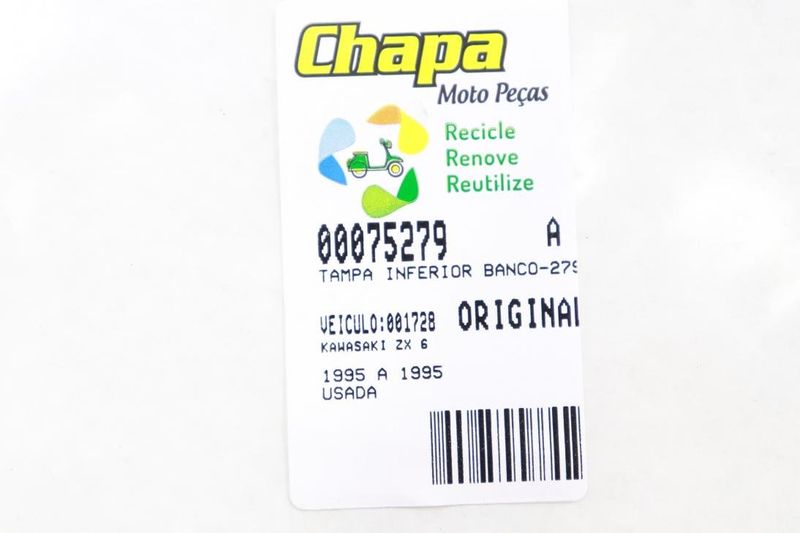 Chapa
Moto Peças
Recicle
Renove
Reutilize
00075279 A
TAMPA INFERIOR BANCO-279
VEICULO:001728 ORIGINAL
KAWASAKI ZX 6
1995 A 1995
USADA